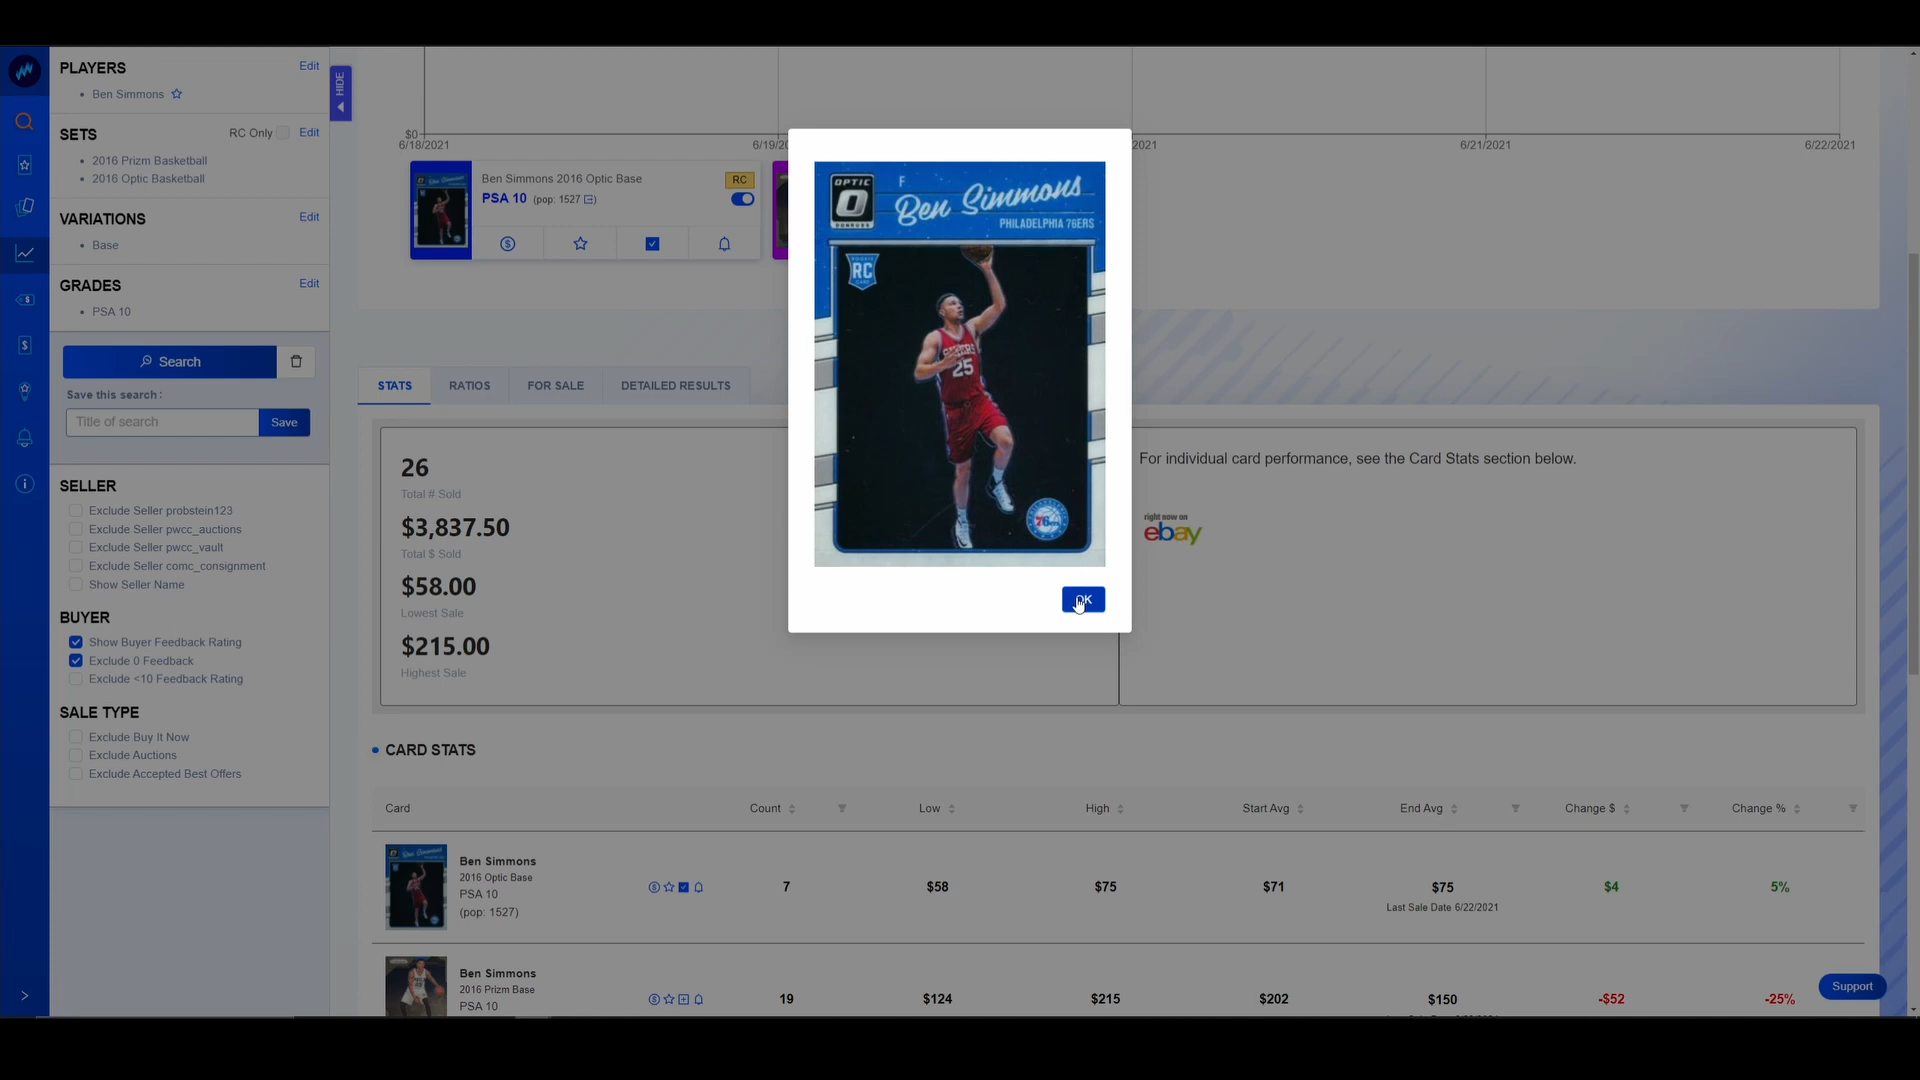 PLAYERS
Edit
Ben Simmons
SETS
RC Only
Edit
2016 Prizm Basketball
2016 Optic Basketball
VARIATIONS
Edit
Base
GRADES
Edit
PSA 10
Search
Save this search:
Title of search
Save
SELLER
Exclude Seller probstein123
Exclude Seller pwcc_auctions
Exclude Seller pwcc_vault
Exclude Seller comc_consignment
Show Seller Name
BUYER
Show Buyer Feedback Rating
Exclude 0 Feedback
Exclude <10 Feedback Rating
SALE TYPE
Exclude Buy It Now
Exclude Auctions
Exclude Accepted Best Offers
HIDE
$0
6/18/2021
6/19/20
2021
6/21/2021
6/22/2021
Ben Simmons 2016 Optic Base
RC
PSA 10 (pop: 1527
OPTIC
DONRUSS
F
Ben Simmons
PHILADELPHIA 76ERS
ROOKIE
RC
CARD
SIXERS
25
76ers
OK
STATS
RATIOS
FOR SALE
DETAILED RESULTS
26
Total # Sold
$3,837.50
Total $ Sold
$58.00
Lowest Sale
$215.00
Highest Sale
For individual card performance, see the Card Stats section below.
right now on
ebay
CARD STATS
Card
Count
Low
High
Start Avg
End Avg
Change $
Change %
Ben Simmons
2016 Optic Base
PSA 10
(pop: 1527)
7
$58
$75
$71
$75
Last Sale Date 6/22/2021
$4
5%
Ben Simmons
2016 Prizm Base
PSA 10
19
$124
$215
$202
$150
-$52
-25%
Support